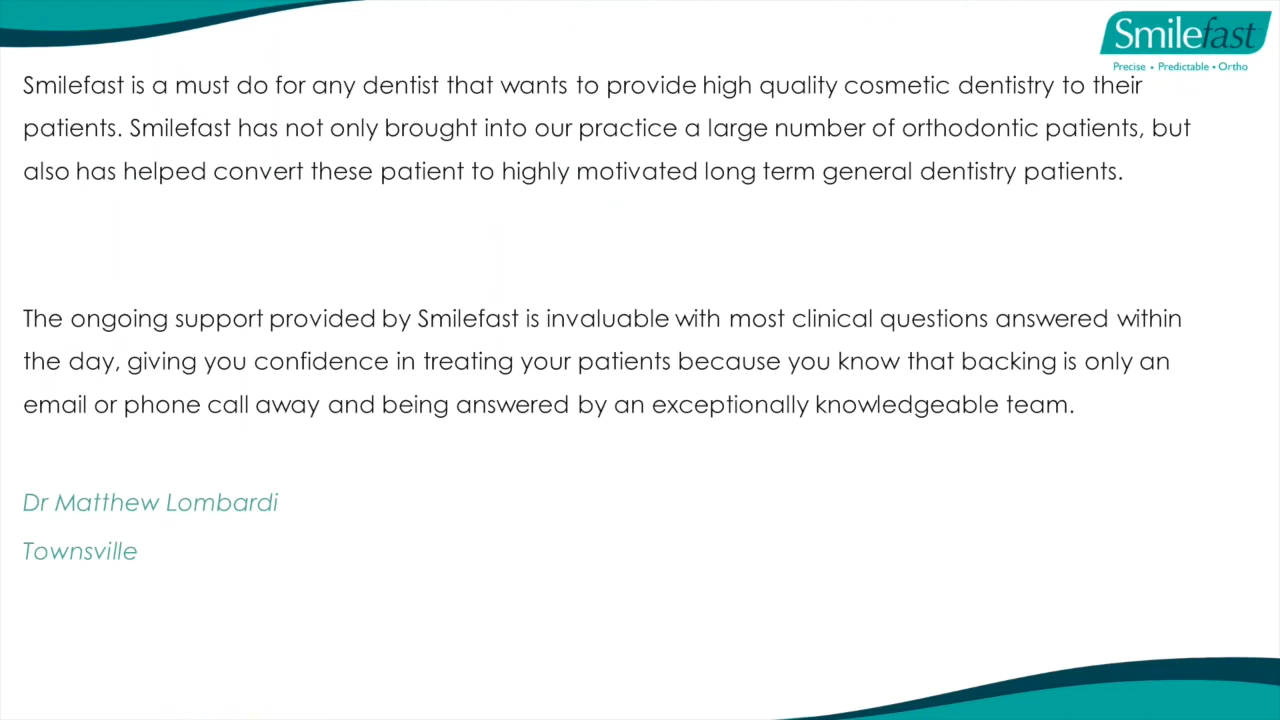 Smilefast
Precise • Predictable • Ortho
Smilefast is a must do for any dentist that wants to provide high quality cosmetic dentistry to their
patients. Smilefast has not only brought into our practice a large number of orthodontic patients, but
also has helped convert these patient to highly motivated long term general dentistry patients.
The ongoing support provided by Smilefast is invaluable with most clinical questions answered within
the day, giving you confidence in treating your patients because you know that backing is only an
email or phone call away and being answered by an exceptionally knowledgeable team.
Dr Matthew Lombardi
Townsville